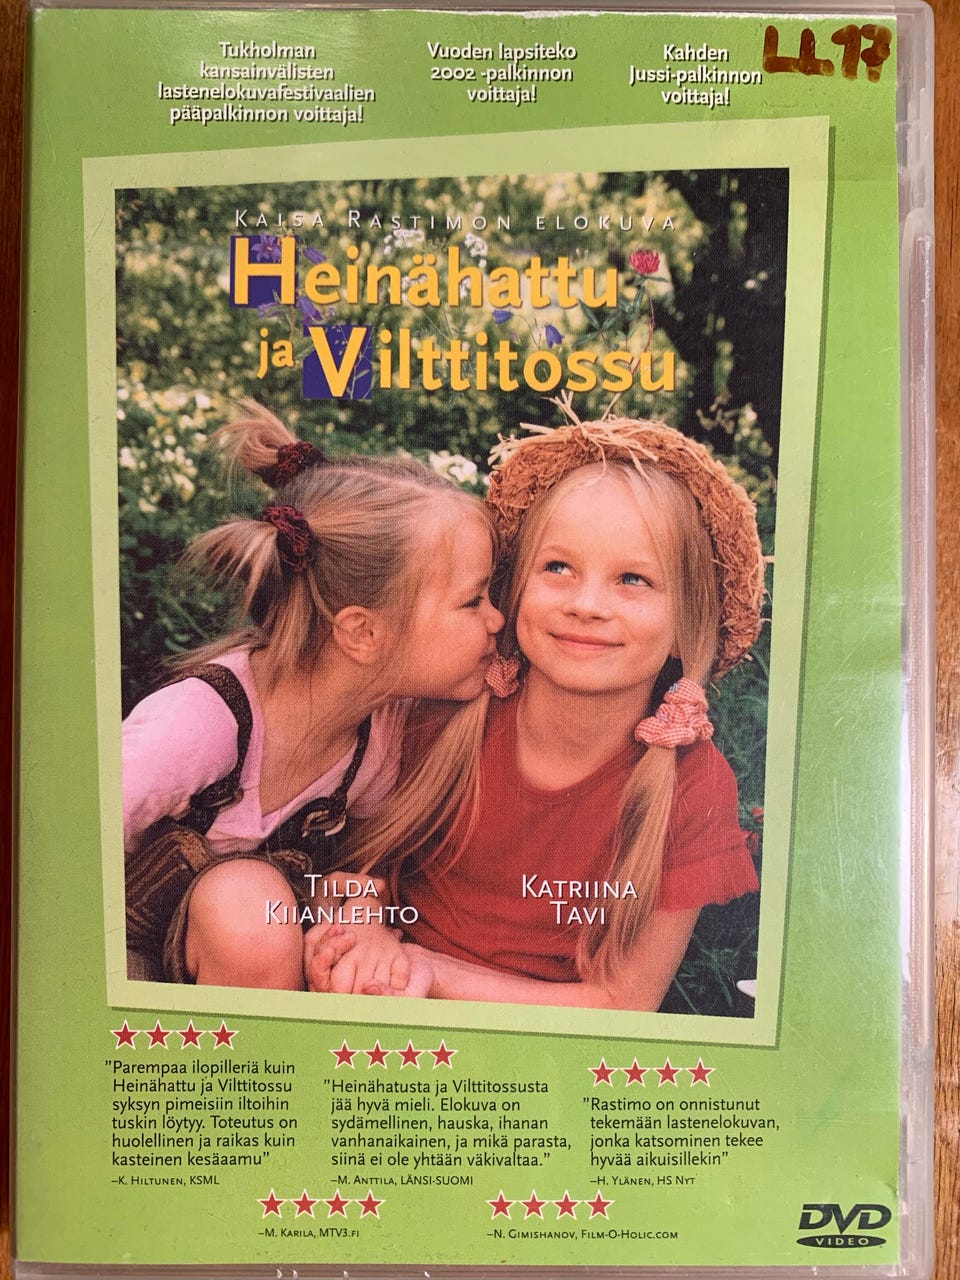 Tukholman
kansainvälisten
lastenelokuvafestivaalien
pääpalkinnon voittaja!
Vuoden lapsiteko
2002 -palkinnon
voittaja!
Kahden
Jussi-palkinnon
voittaja!
LL17
KAISA RASTIMON ELOKUVA
Heinähattu
ja Vilttitossu
TILDA
KIIANLEHTO
KATRIINA
TAVI
"Parempaa ilopilleriä kuin
Heinähattu ja Vilttitossu
syksyn pimeisiin iltoihin
tuskin löytyy. Toteutus on
huolellinen ja raikas kuin
kasteinen kesäaamu"
–K. HILTUNEN, KSML
"Heinähatusta ja Vilttitossusta
jää hyvä mieli. Elokuva on
sydämellinen, hauska, ihanan
vanhanaikainen, ja mikä parasta,
siinä ei ole yhtään väkivaltaa."
–M. ANTTILA, LÄNSI-SUOMI
"Rastimo on onnistunut
tekemään lastenelokuvan,
jonka katsominen tekee
hyvää aikuisillekin"
–H. YLÄNEN, HS NYT
–M. KARILA, MTV3.FI
–N. GIMISHANOV, FILM-O-HOLIC.COM
DVD
VIDEO